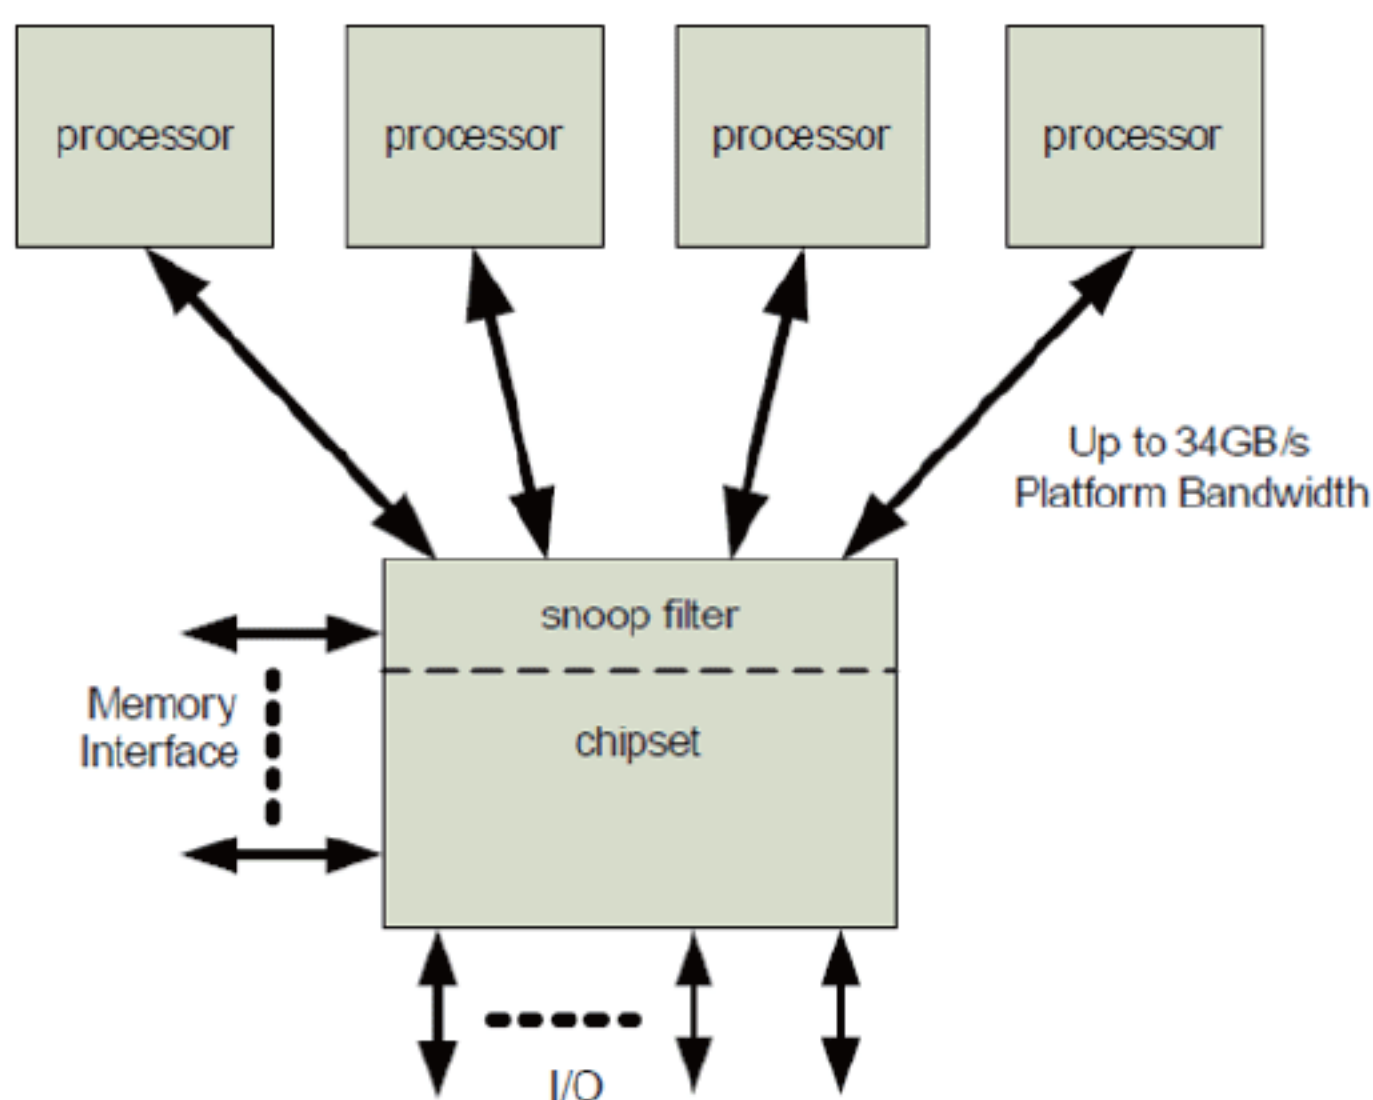 processor
processor
processor
processor
Up to 34GB/s
Platform Bandwidth
snoop filter
Memory
Interface
chipset
I/O